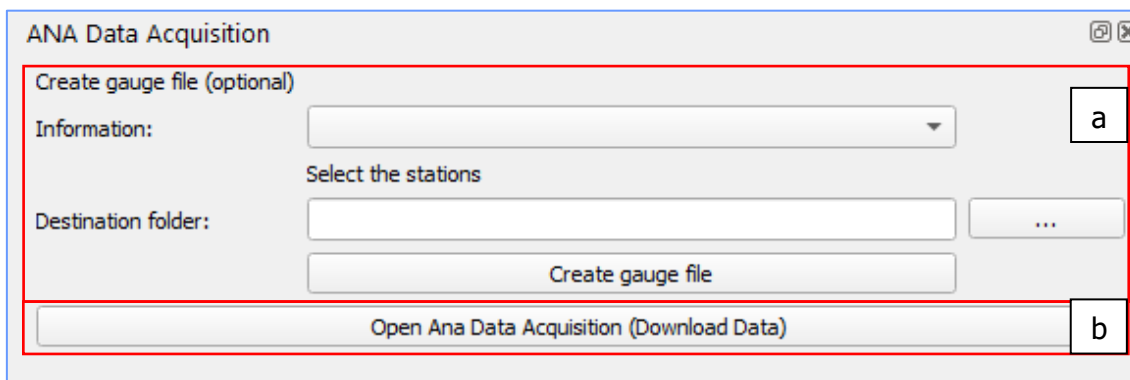 ANA Data Acquisition
Create gauge file (optional)
a
Information:
Select the stations
Destination folder:
...
Create gauge file
Open Ana Data Acquisition (Download Data)
b